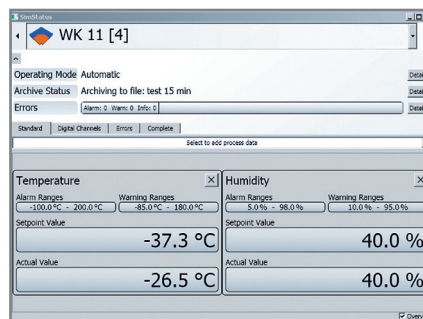 SimStatus
WK 11 [4]
Operating Mode Automatic
Archive Status Archiving to file: test 15 min
Errors Alarm: 0 Warn: 0 Info: 0
Standard Digital Channels Errors Complete
Select to add process data
Temperature
Alarm Ranges Warning Ranges
-100.0°C - 200.0°C -85.0°C - 180.0°C
Setpoint Value
-37.3 °C
Actual Value
-26.5 °C
Humidity
Alarm Ranges Warning Ranges
5.0% - 98.0% 10.0% - 95.0%
Setpoint Value
40.0 %
Actual Value
40.0 %